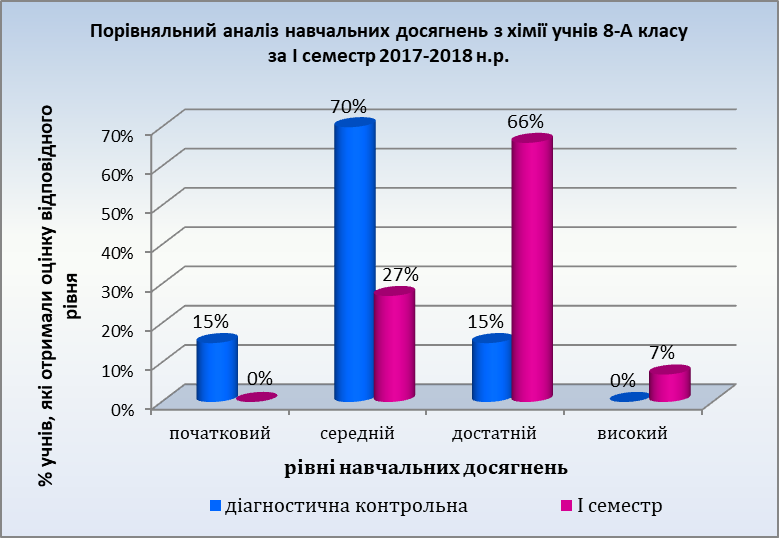 Порівняльний аналіз навчальних досягнень з хімії учнів 8-А класу
за І семестр 2017-2018 н.р.
% учнів, які отримали оцінку відповідного
рівня
70%
60%
50%
40%
30%
20%
10%
0%
15%
0%
70%
27%
15%
66%
0%
7%
початковий
середній
достатній
високий
рівні навчальних досягнень
діагностична контрольна
І семестр